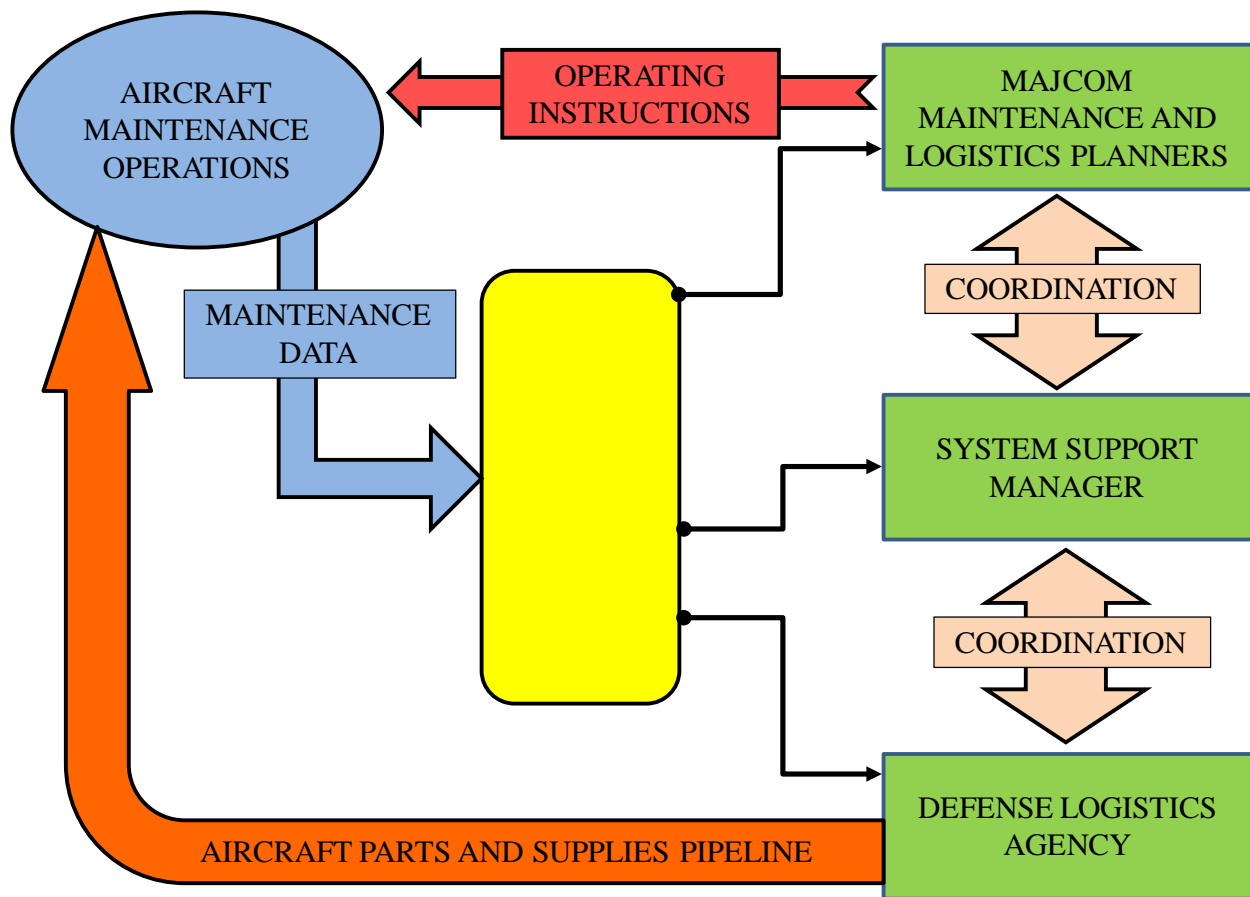 AIRCRAFT
MAINTENANCE
OPERATIONS
OPERATING
INSTRUCTIONS
MAJCOM
MAINTENANCE AND
LOGISTICS PLANNERS
MAINTENANCE
DATA
COORDINATION
SYSTEM SUPPORT
MANAGER
COORDINATION
DEFENSE LOGISTICS
AGENCY
AIRCRAFT PARTS AND SUPPLIES PIPELINE